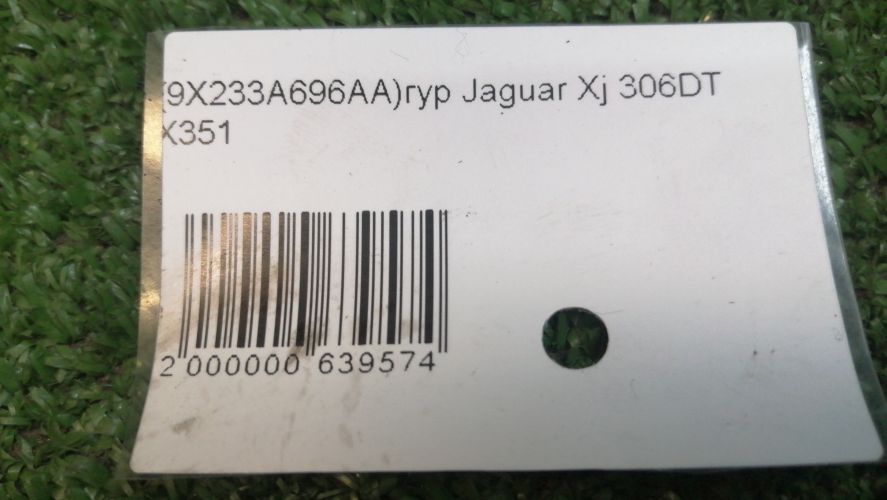 (9X233A696AA)гур Jaguar Xj 306DT
X351
2 000000 639574